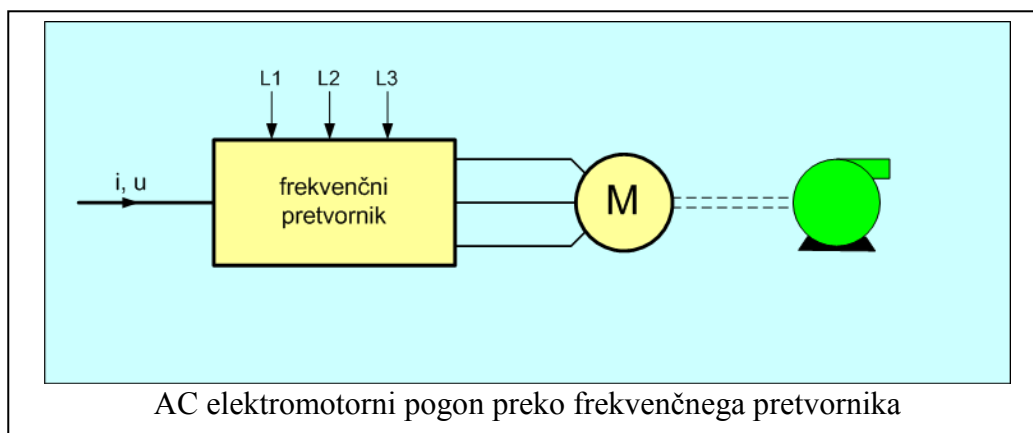 L1 L2 L3
i, u
frekvenčni
pretvornik
M
AC elektromotorni pogon preko frekvenčnega pretvornika